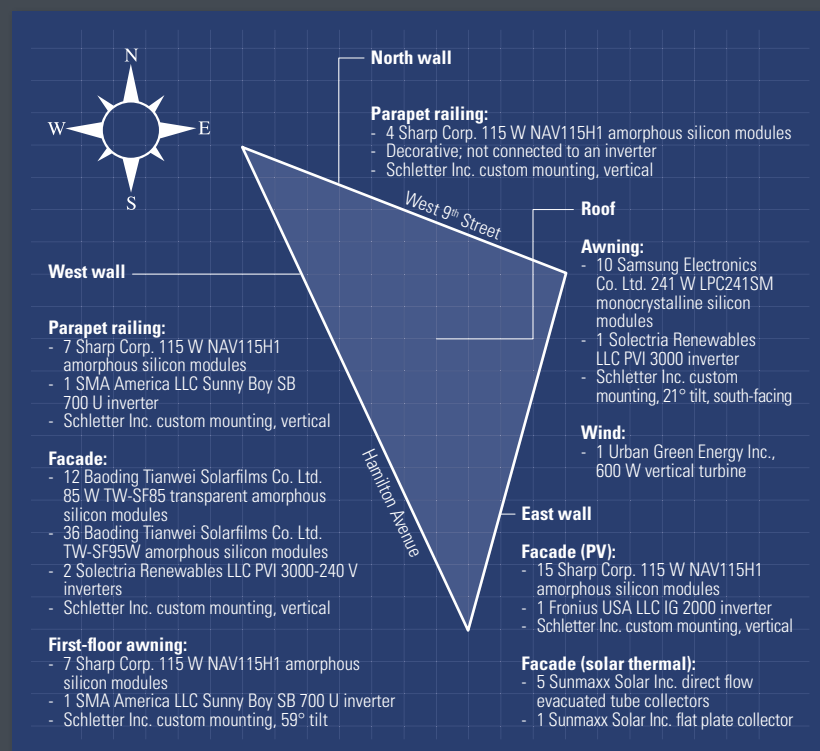 N
W
E
S
North wall
Parapet railing:
- 4 Sharp Corp. 115 W NAV115H1 amorphous silicon modules
- Decorative; not connected to an inverter
- Schletter Inc. custom mounting, vertical
West 9th Street
Roof
Awning:
- 10 Samsung Electronics
Co. Ltd. 241 W LPC241SM
monocrystalline silicon
modules
- 1 Solectria Renewables
LLC PVI 3000 inverter
- Schletter Inc. custom
mounting, 21° tilt, south-facing
Wind:
- 1 Urban Green Energy Inc.,
600 W vertical turbine
West wall
Parapet railing:
- 7 Sharp Corp. 115 W NAV115H1
amorphous silicon modules
- 1 SMA America LLC Sunny Boy SB
700 U inverter
- Schletter Inc. custom mounting, vertical
Facade:
- 12 Baoding Tianwei Solarfilms Co. Ltd.
85 W TW-SF85 transparent amorphous
silicon modules
- 36 Baoding Tianwei Solarfilms Co. Ltd.
TW-SF95W amorphous silicon modules
- 2 Solectria Renewables LLC PVI 3000-240 V
inverters
- Schletter Inc. custom mounting, vertical
First-floor awning:
- 7 Sharp Corp. 115 W NAV115H1 amorphous
silicon modules
- 1 SMA America LLC Sunny Boy SB 700 U inverter
- Schletter Inc. custom mounting, 59° tilt
Hamilton Avenue
East wall
Facade (PV):
- 15 Sharp Corp. 115 W NAV115H1
amorphous silicon modules
- 1 Fronius USA LLC IG 2000 inverter
- Schletter Inc. custom mounting, vertical
Facade (solar thermal):
- 5 Sunmaxx Solar Inc. direct flow
evacuated tube collectors
- 1 Sunmaxx Solar Inc. flat plate collector